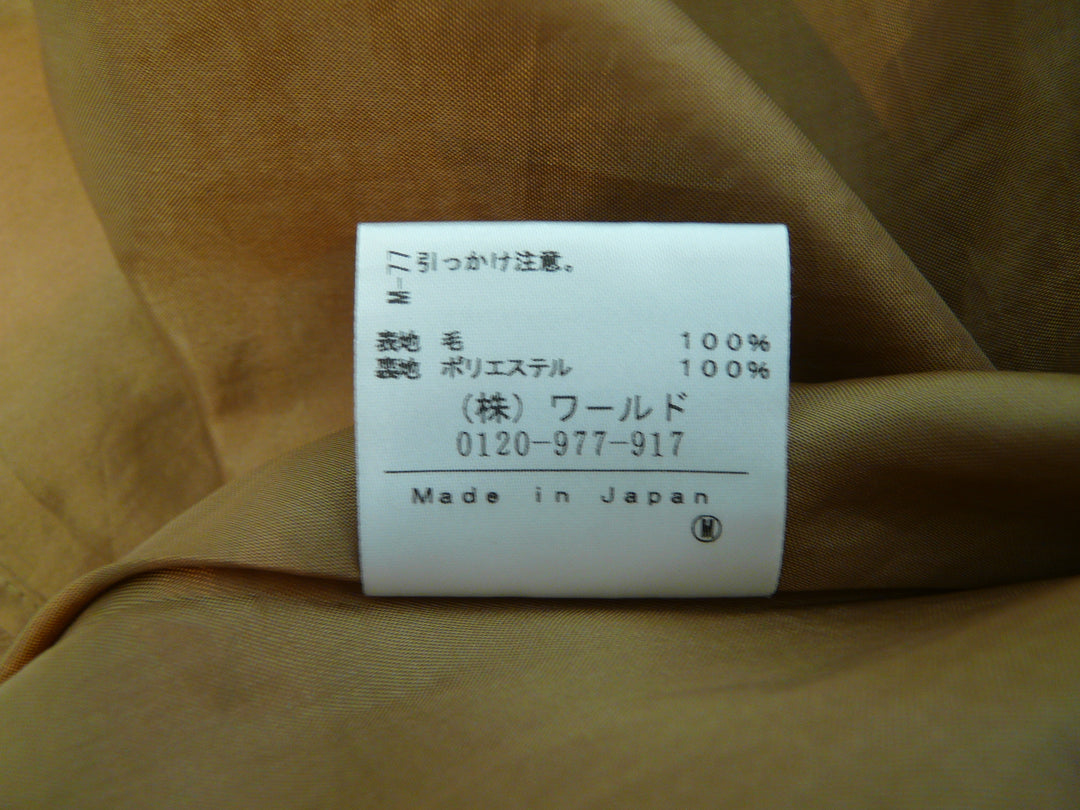 M-77
引っかけ注意。
表地 毛 100%
裏地 ポリエステル 100%
(株) ワールド
0120-977-917
Made in Japan